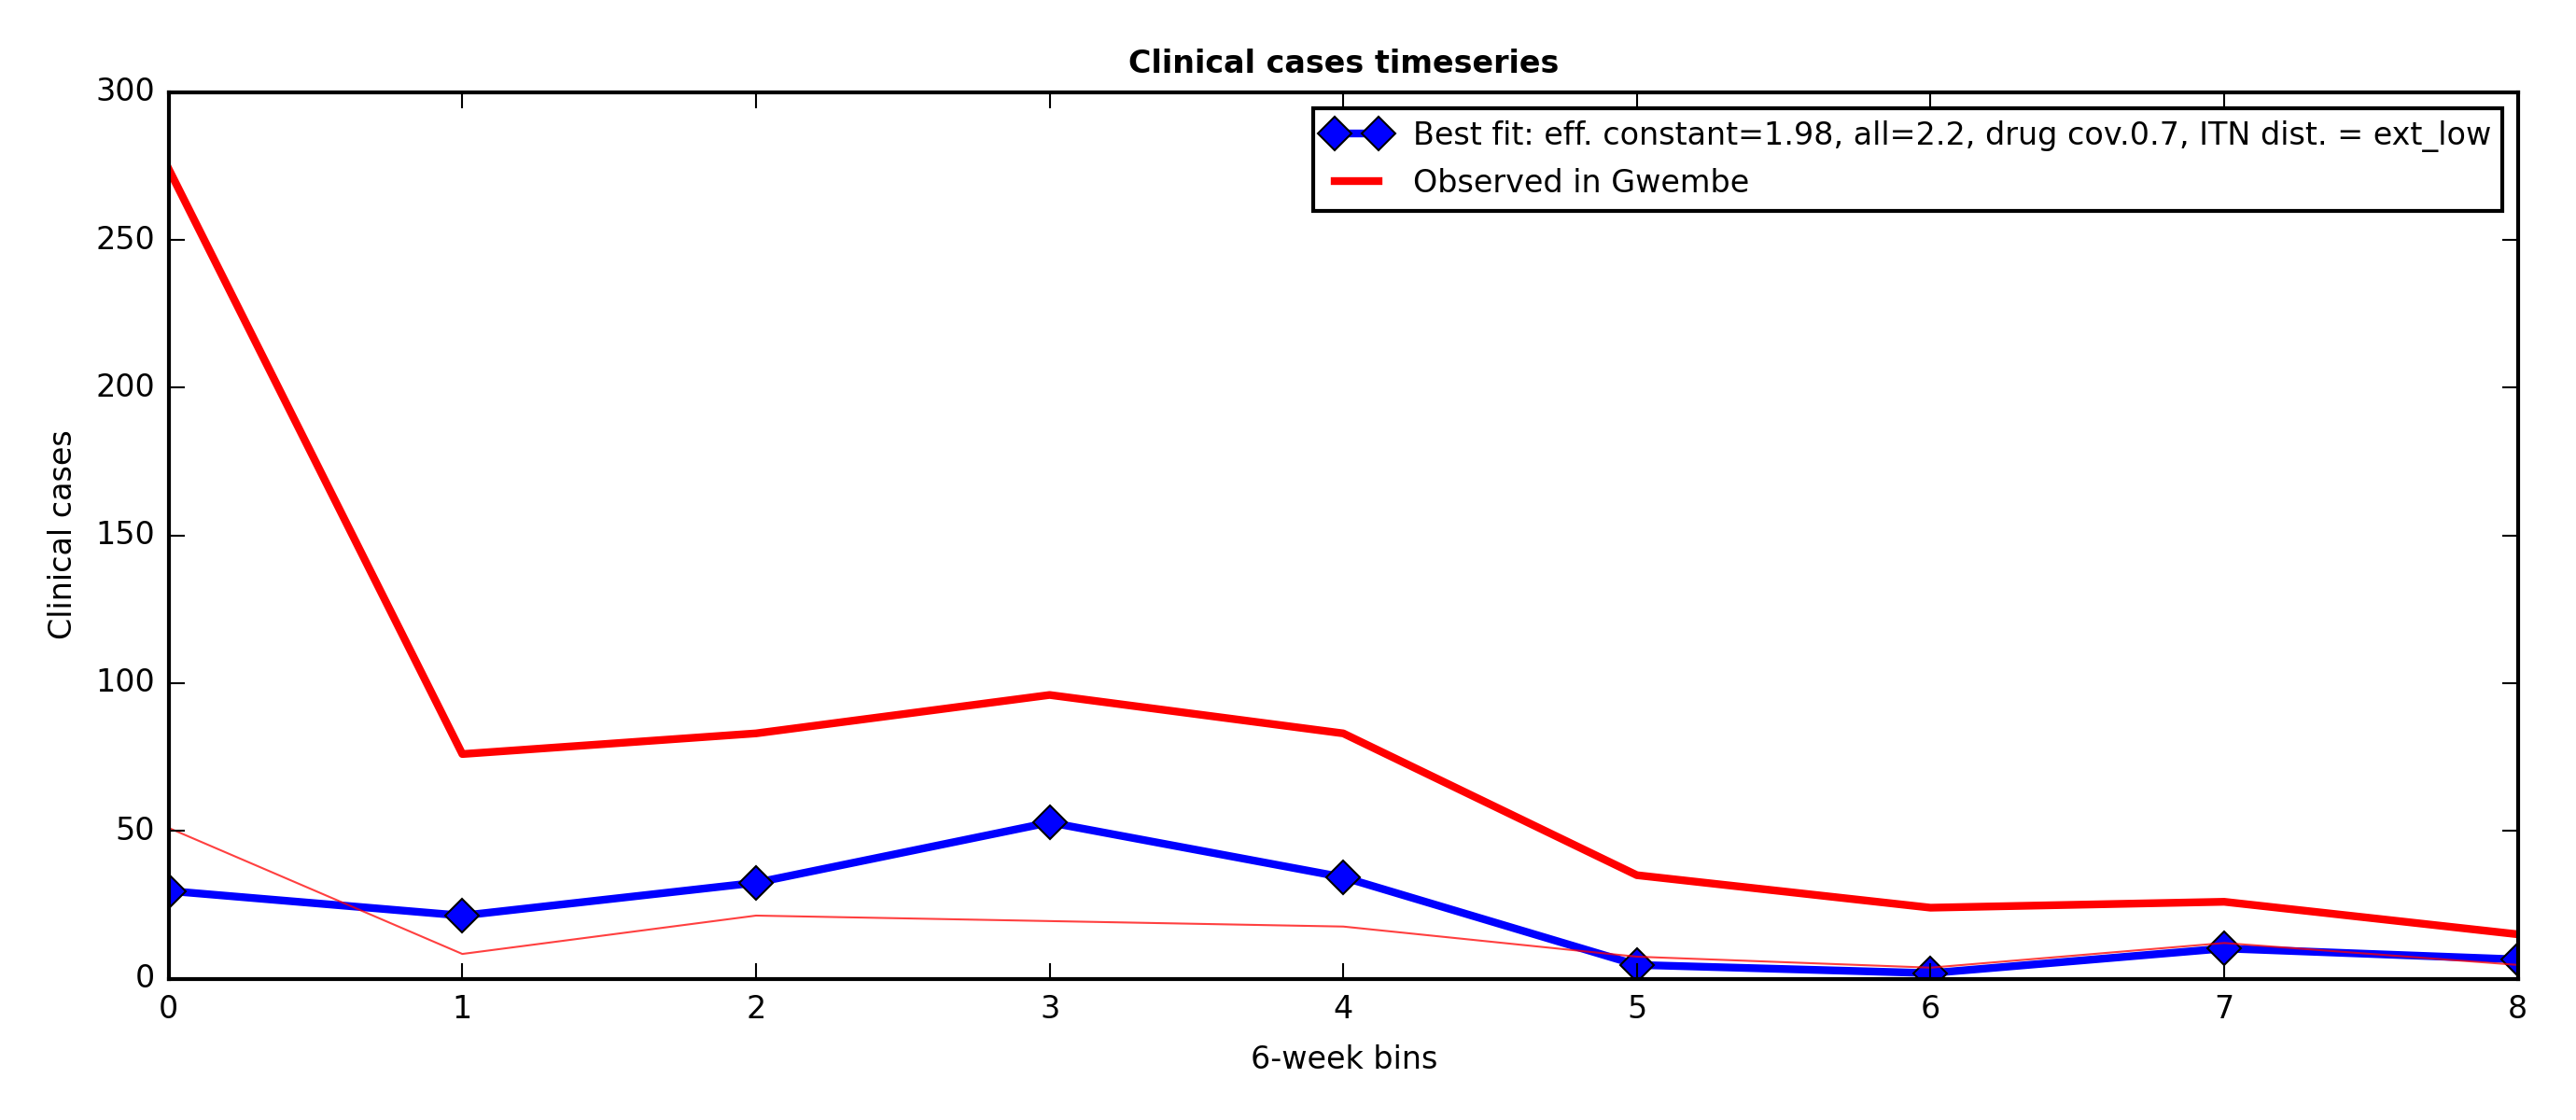 Clinical cases timeseries
300
250
200
150
100
50
0
Clinical cases
Best fit: eff. constant=1.98, all=2.2, drug cov.0.7, ITN dist. = ext_low
Observed in Gwembe
0 1 2 3 4 5 6 7 8
6-week bins